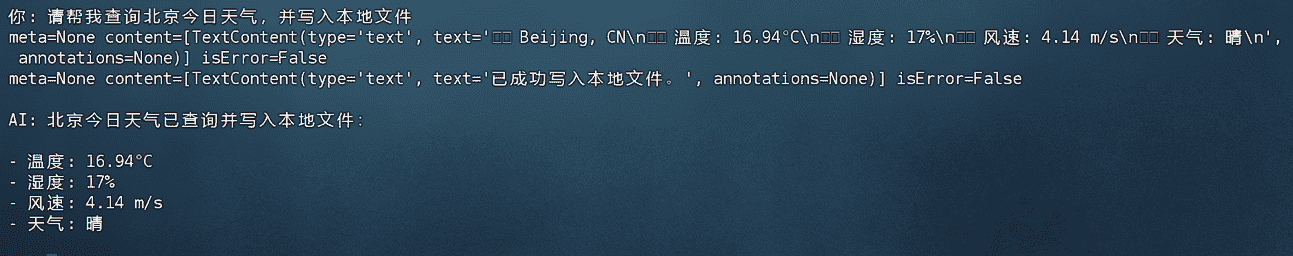 你: 请帮我查询北京今日天气, 并写入本地文件
meta=None content=[TextContent(type='text', text='□□ Beijing, CN\n□□ 温度: 16.94°C\n□□ 湿度: 17%\n□□ 风速: 4.14 m/s\n□□ 天气: 晴\n',
annotations=None)] isError=False
meta=None content=[TextContent(type='text', text='已成功写入本地文件。', annotations=None)] isError=False
AI: 北京今日天气已查询并写入本地文件:
- 温度: 16.94°C
- 湿度: 17%
- 风速: 4.14 m/s
- 天气: 晴